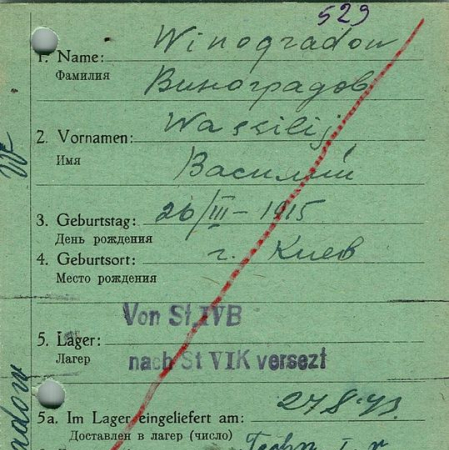 529
1. Name: Winogradow
Фамилия Виноградов
2. Vornamen: Wassilij
Имя Василий
3. Geburtstag: 26/III - 1915
День рождения
4. Geburtsort: г. Киев
Место рождения
Von St.IVB
5. Lager:
Лагерь
nach St VIK versezt
5a. Im Lager eingeliefert am: 27.8.43.
Доставлен в лагерь (число)